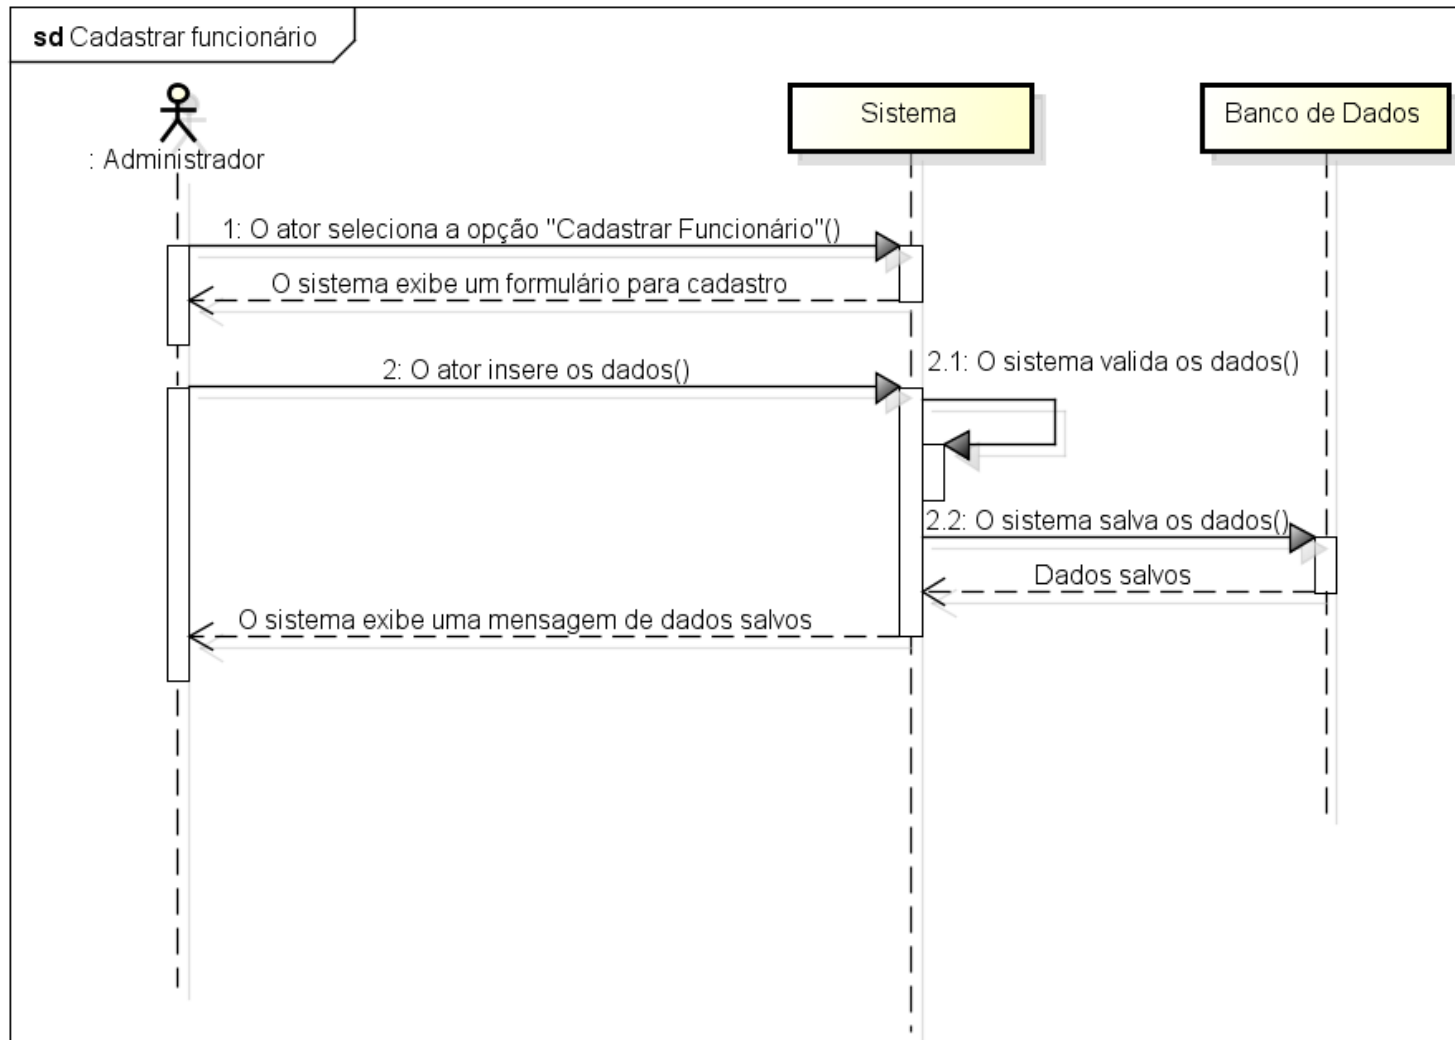 sd Cadastrar funcionário
: Administrador
Sistema
Banco de Dados
1: O ator seleciona a opção "Cadastrar Funcionário"()
O sistema exibe um formulário para cadastro
2: O ator insere os dados()
2.1: O sistema valida os dados()
2.2: O sistema salva os dados()
Dados salvos
O sistema exibe uma mensagem de dados salvos